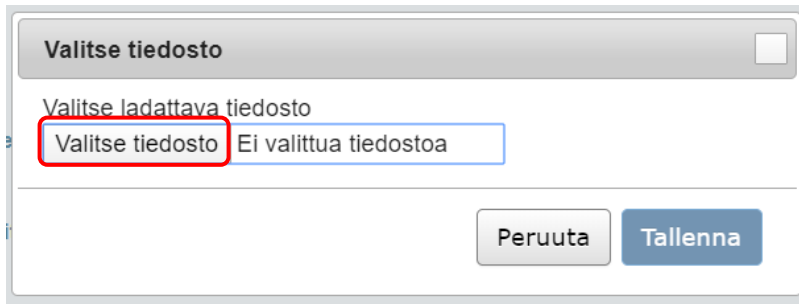 Valitse tiedosto
Valitse ladattava tiedosto
Valitse tiedosto Ei valittua tiedostoa
Peruuta Tallenna